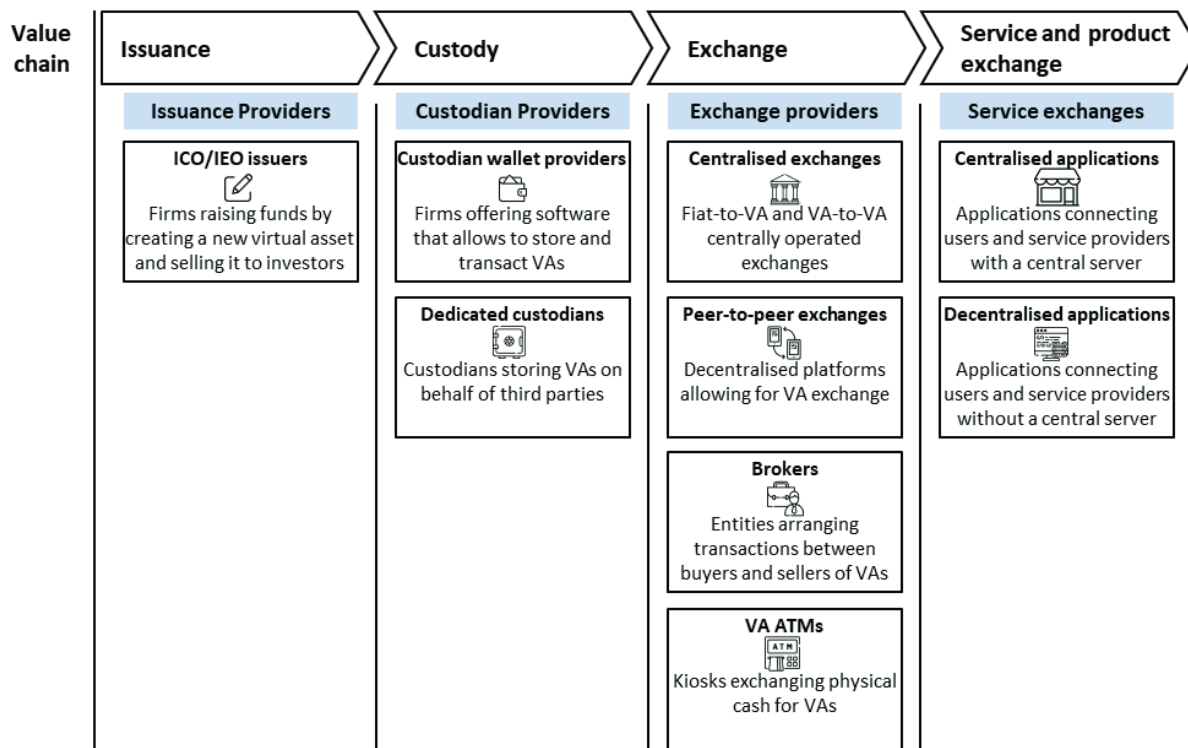 Value
chain
Issuance
Custody
Exchange
Service and product
exchange
Issuance Providers
Custodian Providers
Exchange providers
Service exchanges
ICO/IEO issuers
Firms raising funds by
creating a new virtual asset
and selling it to investors
Custodian wallet providers
Firms offering software
that allows to store and
transact VAs
Dedicated custodians
Custodians storing VAs on
behalf of third parties
Centralised exchanges
Fiat-to-VA and VA-to-VA
centrally operated
exchanges
Peer-to-peer exchanges
Decentralised platforms
allowing for VA exchange
Brokers
Entities arranging
transactions between
buyers and sellers of VAs
VA ATMs
ATM
Kiosks exchanging physical
cash for VAs
Centralised applications
Applications connecting
users and service providers
with a central server
Decentralised applications
Applications connecting
users and service providers
without a central server